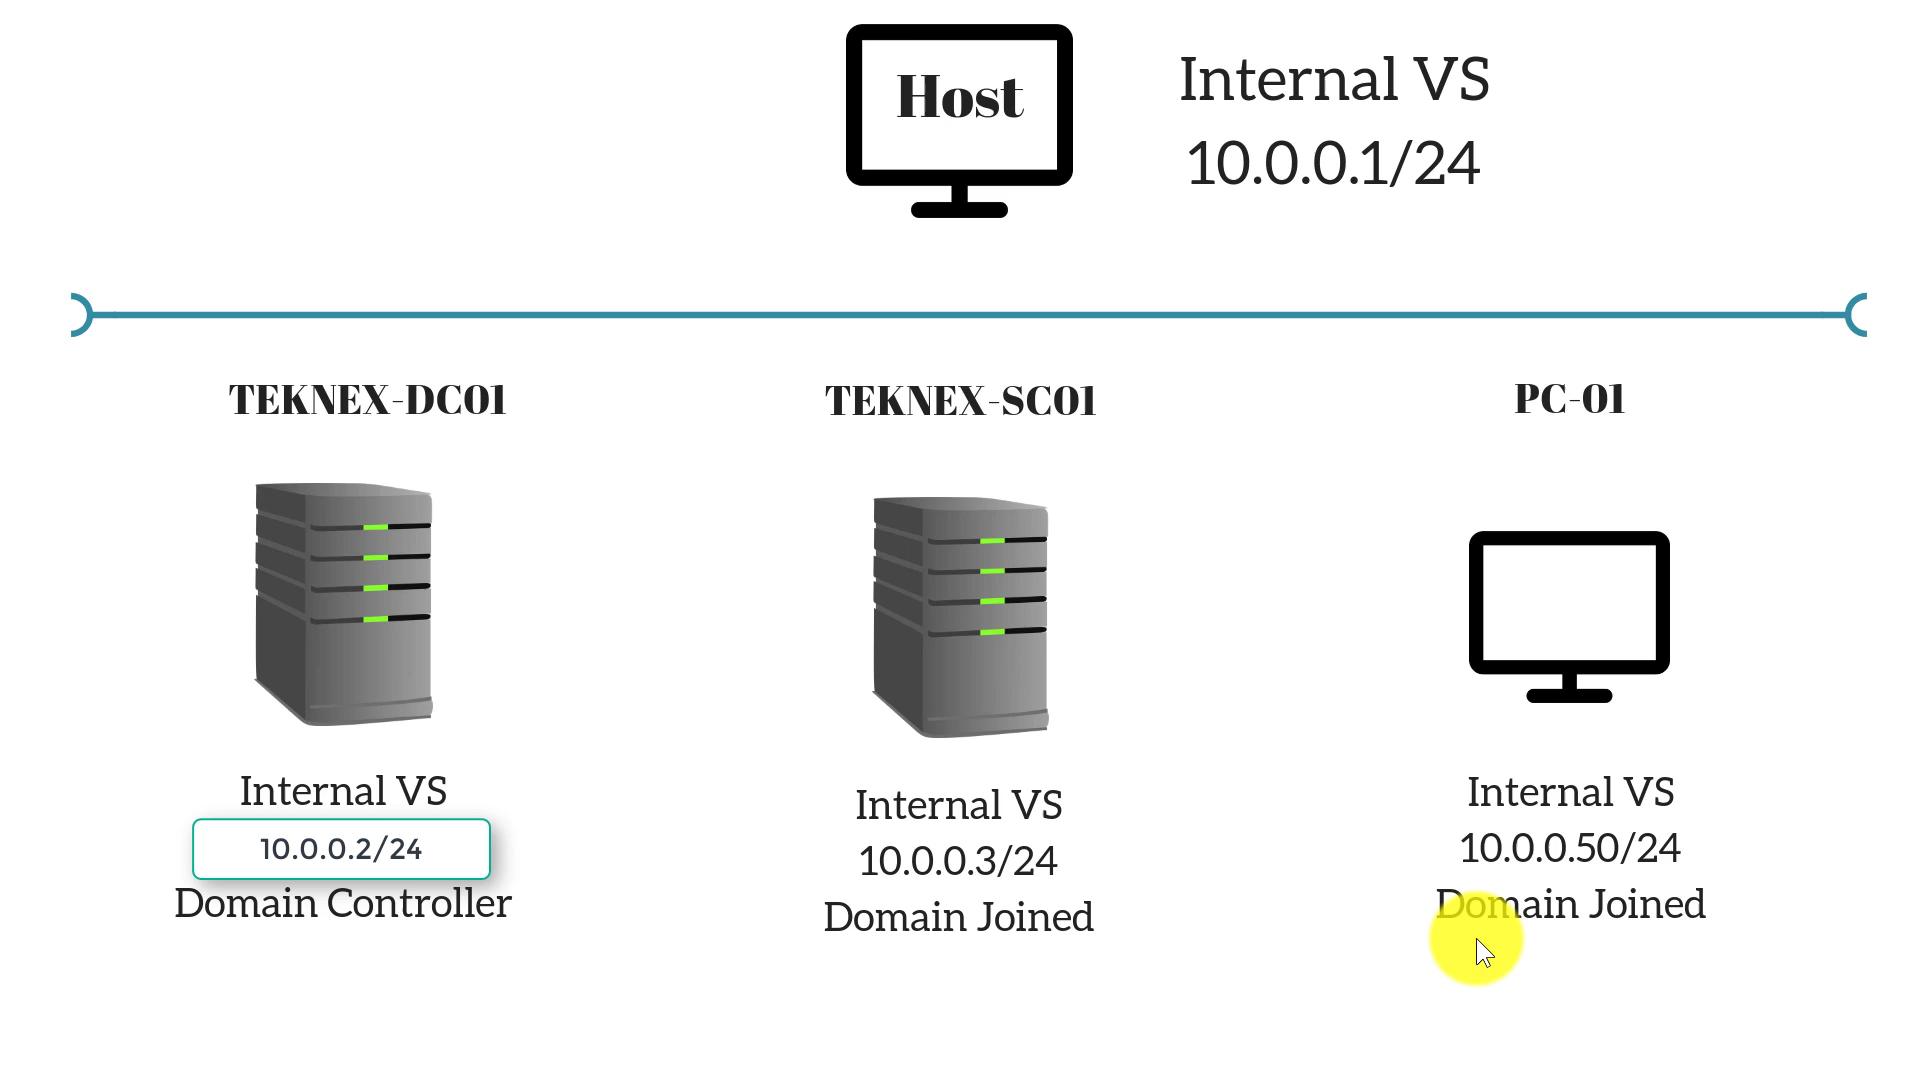 Host
Internal VS
10.0.0.1/24
TEKNEX-DC01
TEKNEX-SC01
PC-01
Internal VS
10.0.0.2/24
Domain Controller
Internal VS
10.0.0.3/24
Domain Joined
Internal VS
10.0.0.50/24
Domain Joined